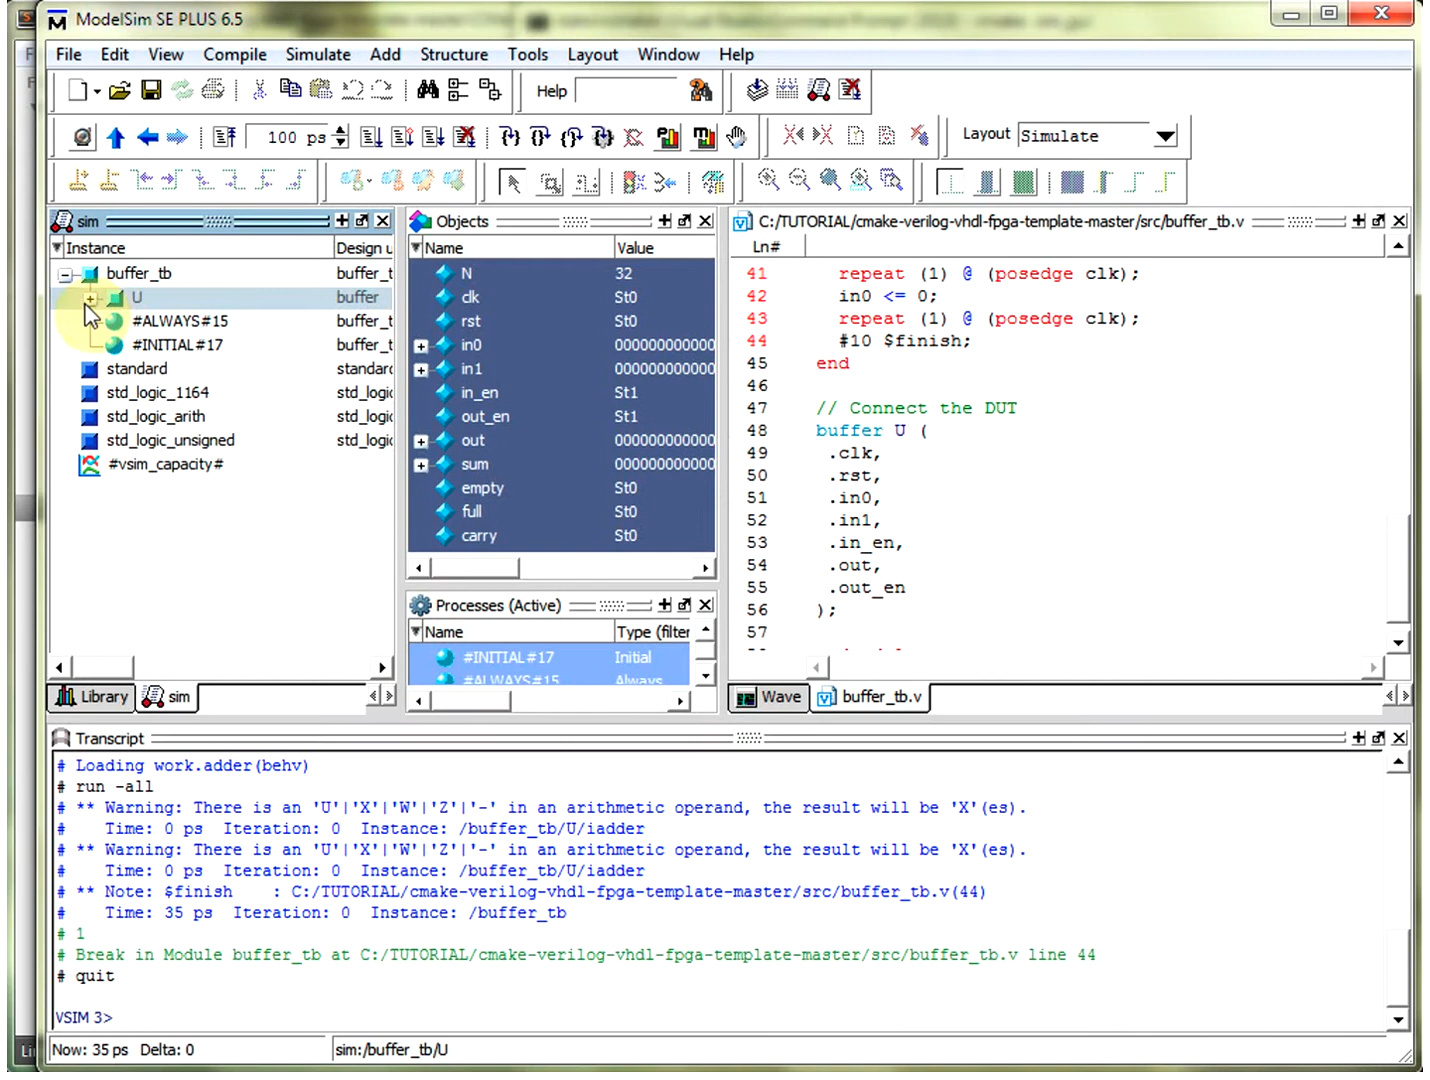 ModelSim SE PLUS 6.5
File Edit View Compile Simulate Add Structure Tools Layout Window Help
Help
100 ps
Layout Simulate
sim
Instance Design u
buffer_tb buffer_t
U buffer
#ALWAYS#15 buffer_t
#INITIAL#17 buffer_t
standard standard
std_logic_1164 std_logic
std_logic_arith std_logic
std_logic_unsigned std_logic
#vsim_capacity#
Library sim
Objects
Name Value
N 32
clk St0
rst St0
in0 000000000000
in1 000000000000
in_en St1
out_en St1
out 000000000000
sum 000000000000
empty St0
full St0
carry St0
Processes (Active)
Name Type (filter
#INITIAL#17 Initial
#ALWAYS#15 Always
C:/TUTORIAL/cmake-verilog-vhdl-fpga-template-master/src/buffer_tb.v
Ln#
41 repeat (1) @ (posedge clk);
42 in0 <= 0;
43 repeat (1) @ (posedge clk);
44 #10 $finish;
45 end
46
47 // Connect the DUT
48 buffer U (
49 .clk,
50 .rst,
51 .in0,
52 .in1,
53 .in_en,
54 .out,
55 .out_en
56 );
57
Wave buffer_tb.v
Transcript
# Loading work.adder(behv)
# run -all
# ** Warning: There is an 'U'|'X'|'W'|'Z'|'-' in an arithmetic operand, the result will be 'X'(es).
# Time: 0 ps Iteration: 0 Instance: /buffer_tb/U/iadder
# ** Warning: There is an 'U'|'X'|'W'|'Z'|'-' in an arithmetic operand, the result will be 'X'(es).
# Time: 0 ps Iteration: 0 Instance: /buffer_tb/U/iadder
# ** Note: $finish : C:/TUTORIAL/cmake-verilog-vhdl-fpga-template-master/src/buffer_tb.v(44)
# Time: 35 ps Iteration: 0 Instance: /buffer_tb
# 1
# Break in Module buffer_tb at C:/TUTORIAL/cmake-verilog-vhdl-fpga-template-master/src/buffer_tb.v line 44
# quit
VSIM 3>
Now: 35 ps Delta: 0 sim:/buffer_tb/U